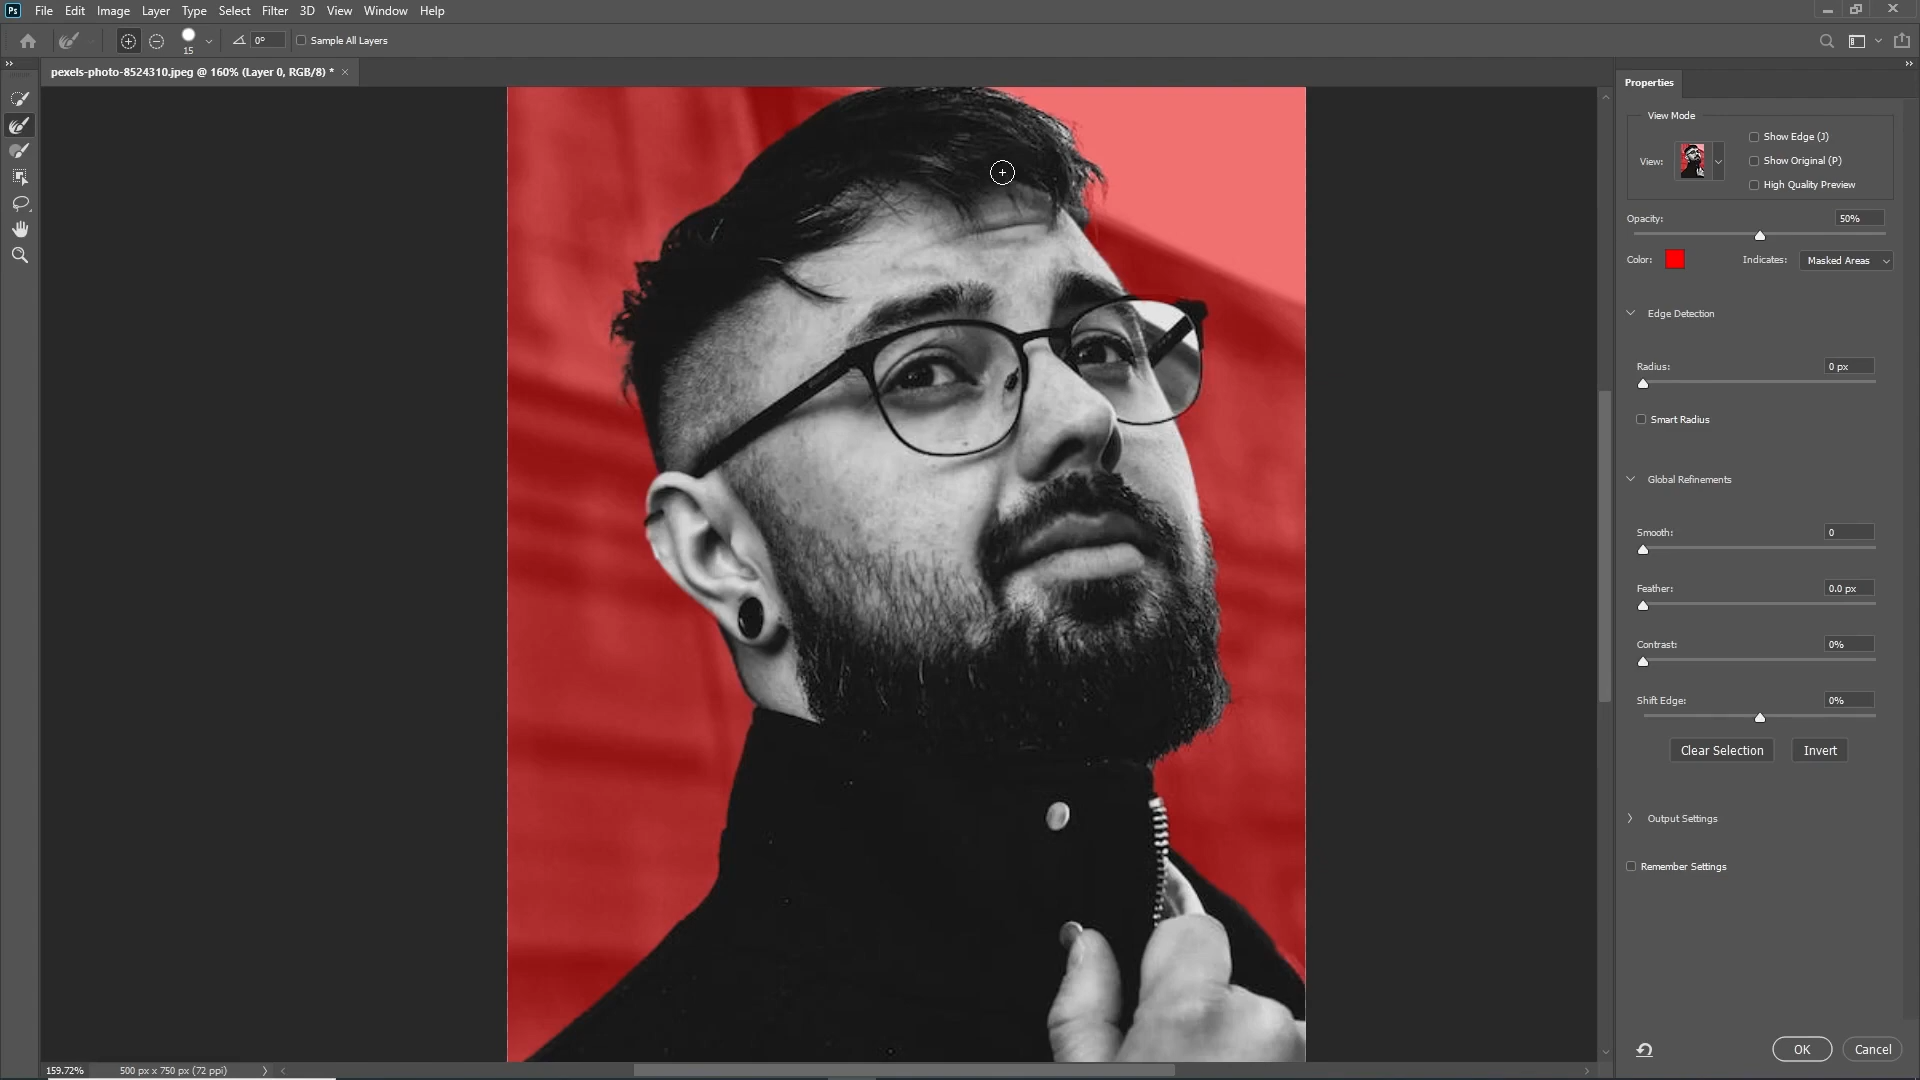 Ps File Edit Image Layer Type Select Filter 3D View Window Help
15 0° Sample All Layers
pexels-photo-8524310.jpeg @ 160% (Layer 0, RGB/8) * ×
Properties
View Mode
View:
Show Edge (J)
Show Original (P)
High Quality Preview
Opacity: 50%
Color: Indicates: Masked Areas
Edge Detection
Radius: 0 px
Smart Radius
Global Refinements
Smooth: 0
Feather: 0.0 px
Contrast: 0%
Shift Edge: 0%
Clear Selection Invert
Output Settings
Remember Settings
OK Cancel
159.72% 500 px x 750 px (72 ppi)